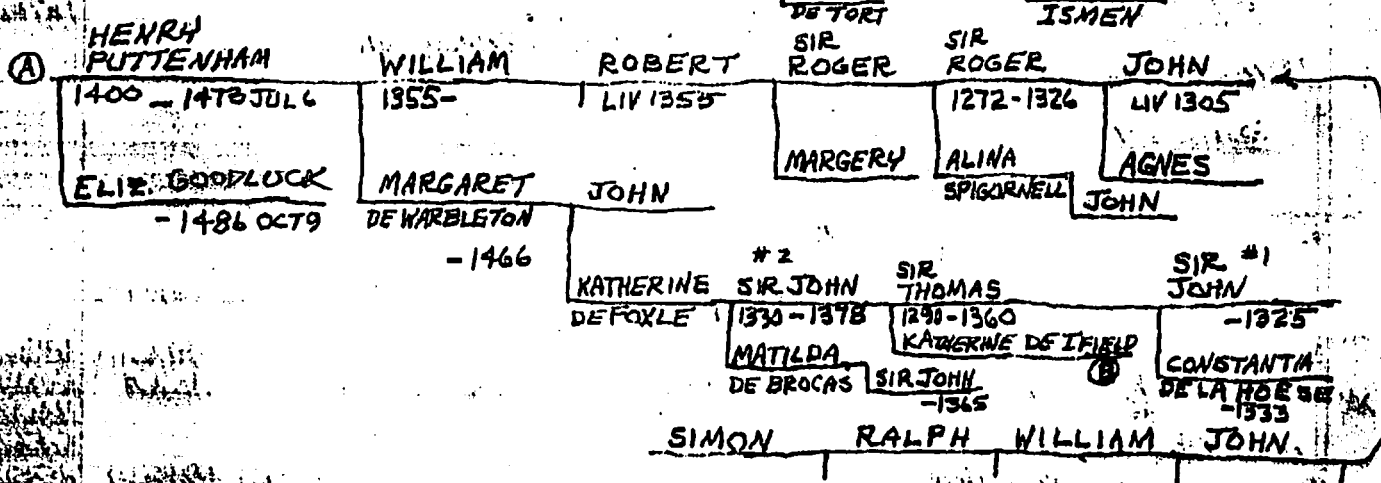 DE TORT
ISMEN
HENRY
PUTTENHAM
WILLIAM
ROBERT
SIR
ROGER
SIR
ROGER
JOHN
A
1400 - 1473 JUL 6
1355-
LIV 1355
1272-1326
LIV 1305
ELIZ. GOODLUCK
MARGARET
JOHN
MARGERY
ALINA
AGNES
- 1486 OCT 9
DE WARBLETON
SPIGORNELL
JOHN
- 1466
KATHERINE
#2
SIR JOHN
SIR
THOMAS
SIR #1
JOHN
DE FOXLE
1330-1378
1290-1360
-1325
MATILDA
KATHERINE DE IFIELD
CONSTANTIA
DE BROCAS
SIR JOHN
B
DE LA HOESE
-1365
-1333
SIMON
RALPH
WILLIAM
JOHN